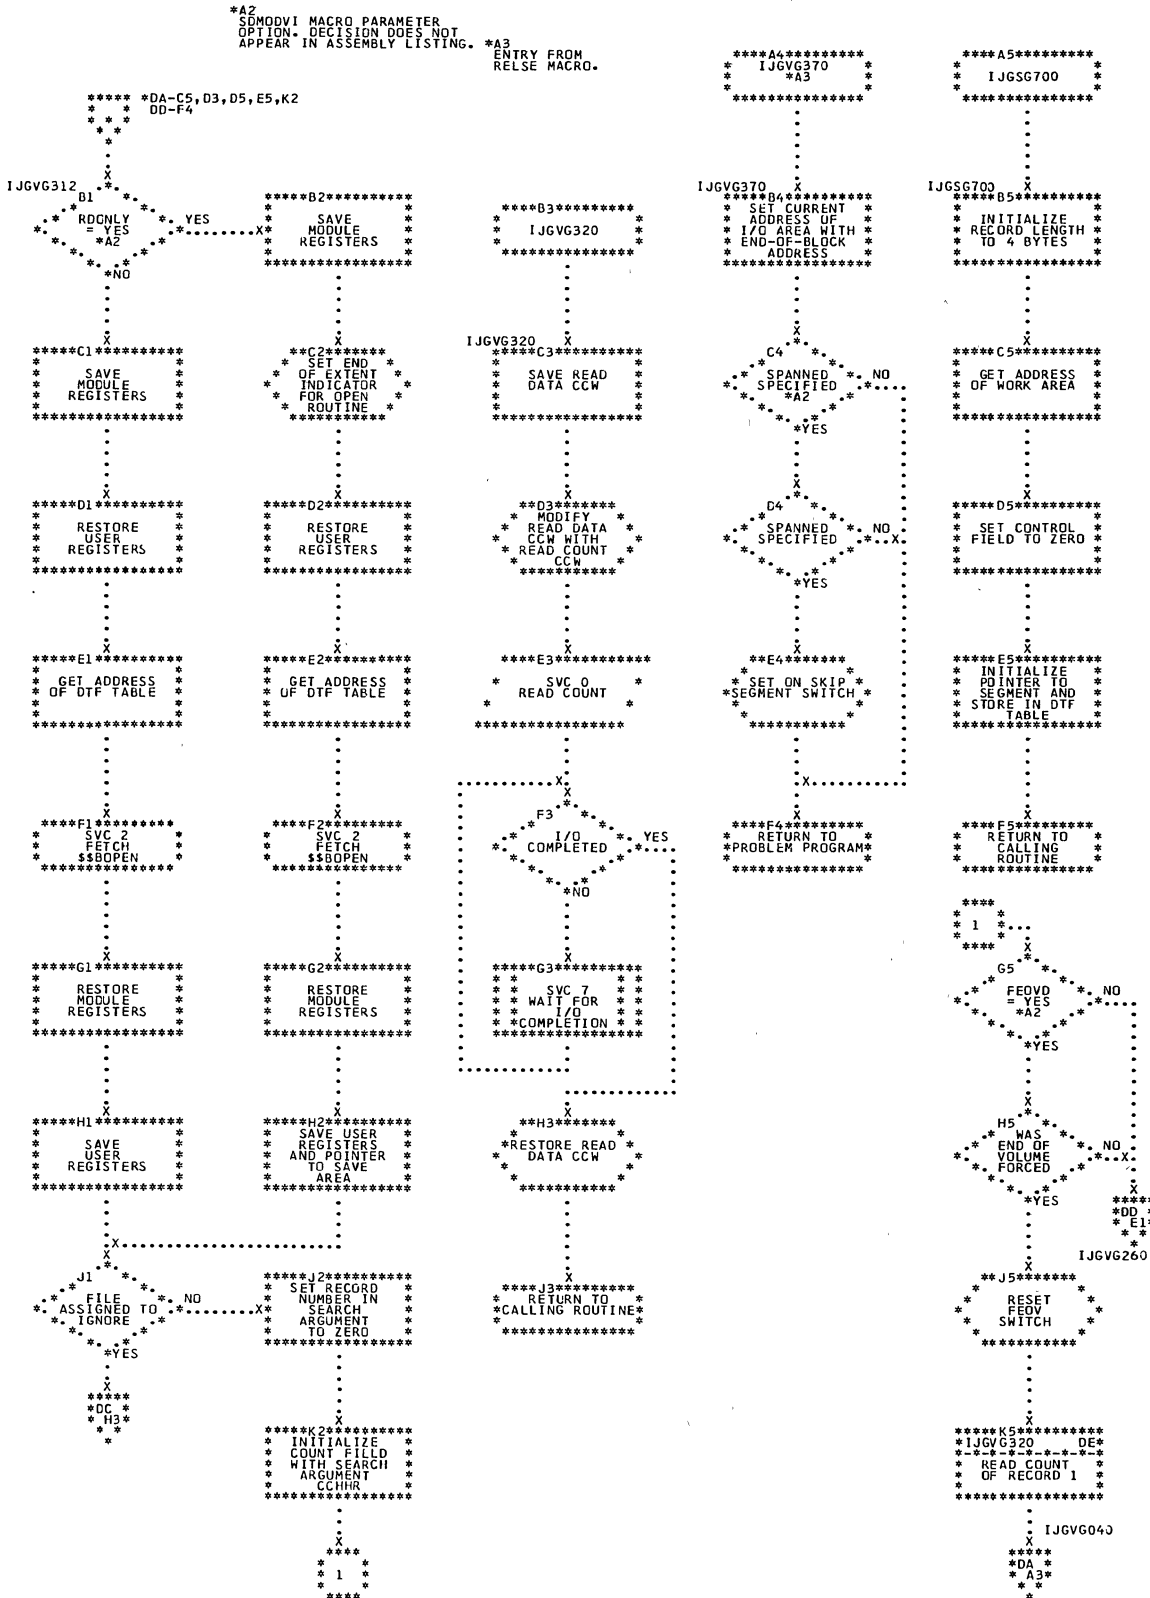 *A2
SDMODVI MACRO PARAMETER
OPTION. DECISION DOES NOT
APPEAR IN ASSEMBLY LISTING.
*A3
ENTRY FROM
RELSE MACRO.
*DA-C5,D3,D5,E5,K2
DD-F4
IJGVG312
B1
RDONLY
= YES
*A2
YES
*NO
C1
SAVE
MODULE
REGISTERS
D1
RESTORE
USER
REGISTERS
E1
GET ADDRESS
OF DTF TABLE
F1
SVC 2
FETCH
$$BOPEN
G1
RESTORE
MODULE
REGISTERS
H1
SAVE
USER
REGISTERS
J1
FILE
ASSIGNED TO
IGNORE
NO
*YES
*DC
* H3*
B2
SAVE
MODULE
REGISTERS
C2
SET END
OF EXTENT
INDICATOR
FOR OPEN
ROUTINE
D2
RESTORE
USER
REGISTERS
E2
GET ADDRESS
OF DTF TABLE
F2
SVC 2
FETCH
$$BOPEN
G2
RESTORE
MODULE
REGISTERS
H2
SAVE USER
REGISTERS
AND POINTER
TO SAVE
AREA
J2
SET RECORD
NUMBER IN
SEARCH
ARGUMENT
TO ZERO
K2
INITIALIZE
COUNT FILLD
WITH SEARCH
ARGUMENT
CCHHR
1
B3
IJGVG320
IJGVG320
C3
SAVE READ
DATA CCW
D3
MODIFY
READ DATA
CCW WITH
READ COUNT
CCW
E3
SVC 0
READ COUNT
F3
I/O
COMPLETED
YES
*NO
G3
SVC 7
WAIT FOR
I/O
COMPLETION
H3
RESTORE READ
DATA CCW
J3
RETURN TO
CALLING ROUTINE
A4
IJGVG370
*A3
IJGVG370
B4
SET CURRENT
ADDRESS OF
I/O AREA WITH
END-OF-BLOCK
ADDRESS
C4
SPANNED
SPECIFIED
*A2
NO
*YES
D4
SPANNED
SPECIFIED
NO
*YES
E4
SET ON SKIP
SEGMENT SWITCH
F4
RETURN TO
PROBLEM PROGRAM
A5
IJGSG700
IJGSG700
B5
INITIALIZE
RECORD LENGTH
TO 4 BYTES
C5
GET ADDRESS
OF WORK AREA
D5
SET CONTROL
FIELD TO ZERO
E5
INITIALIZE
POINTER TO
SEGMENT AND
STORE IN DTF
TABLE
F5
RETURN TO
CALLING
ROUTINE
1
G5
FEOVD
= YES
*A2
NO
*YES
H5
WAS
END OF
VOLUME
FORCED
NO
*YES
*DD
E1*
IJGVG260
J5
RESET
FEOV
SWITCH
K5
*IJGVG320 DE*
READ COUNT
OF RECORD 1
IJGVG040
*DA
* A3*